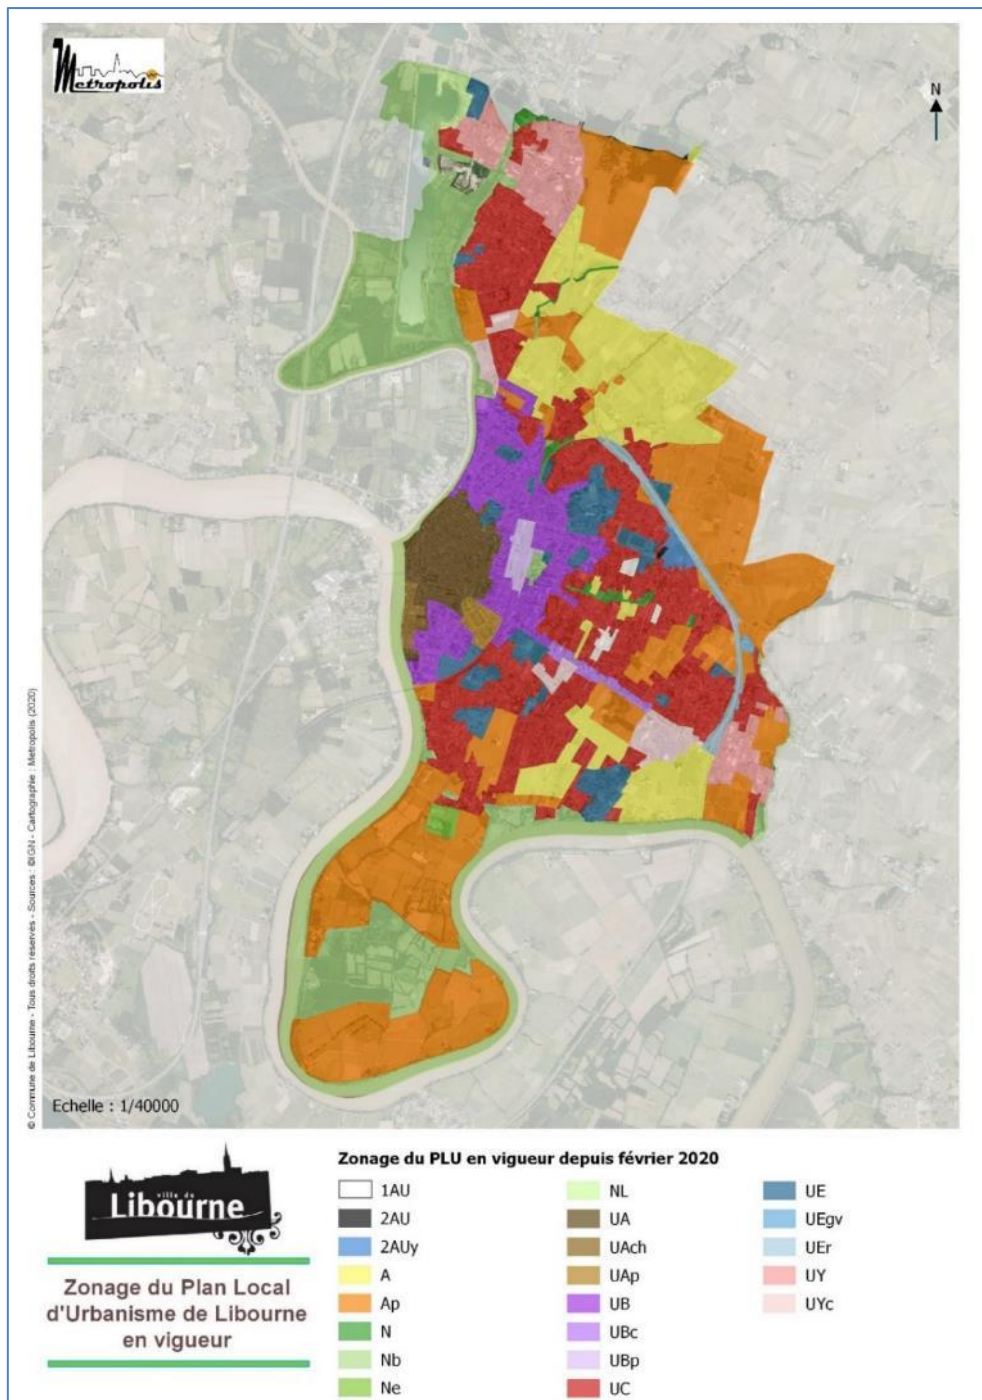 Metropolis
N
© Commune de Libourne - Tous droits réservés - Sources : ©IGN - Cartographie : Metropolis (2020)
Echelle : 1/40000
ville de
Libourne
Zonage du Plan Local
d'Urbanisme de Libourne
en vigueur
Zonage du PLU en vigueur depuis février 2020
1AU
2AU
2AUy
A
Ap
N
Nb
Ne
NL
UA
UAch
UAp
UB
UBc
UBp
UC
UE
UEgv
UEr
UY
UYc